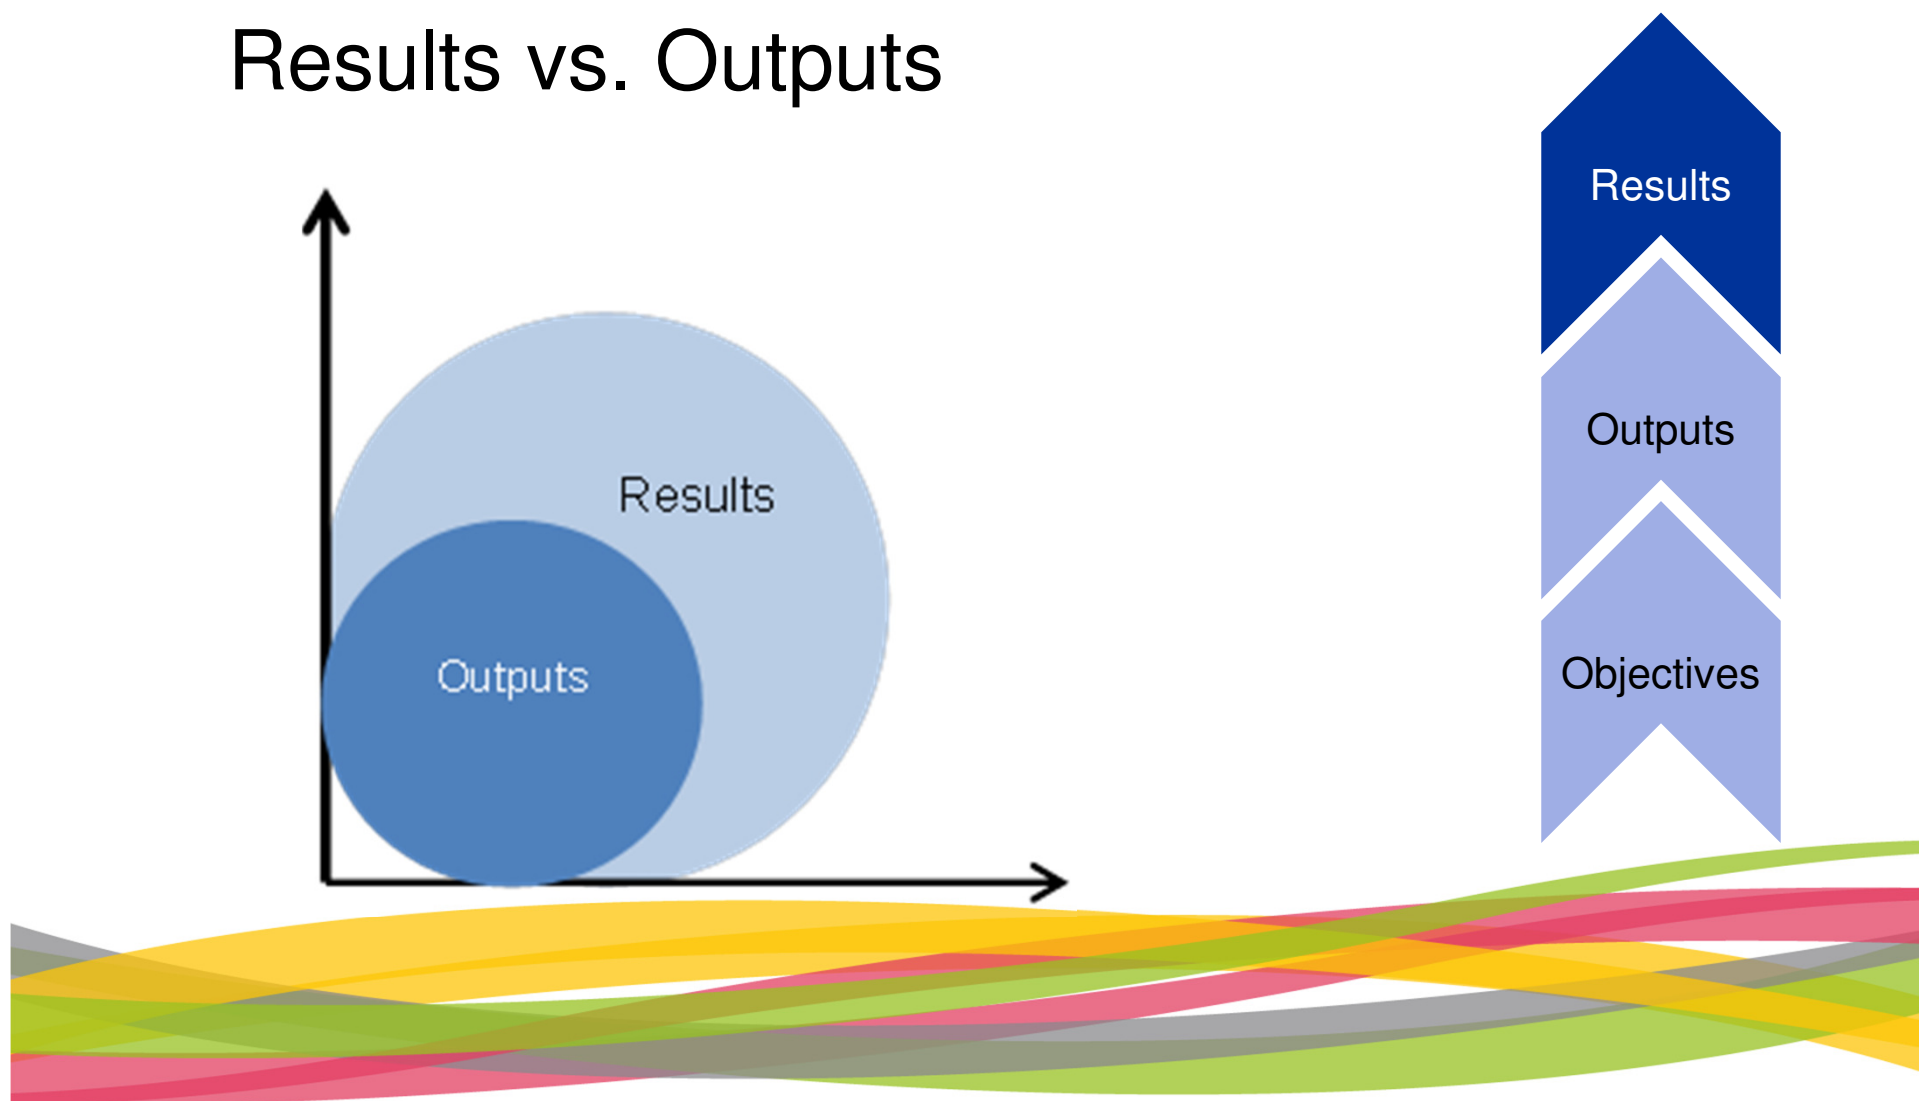 Results vs. Outputs
Results
Outputs
Results
Outputs
Objectives